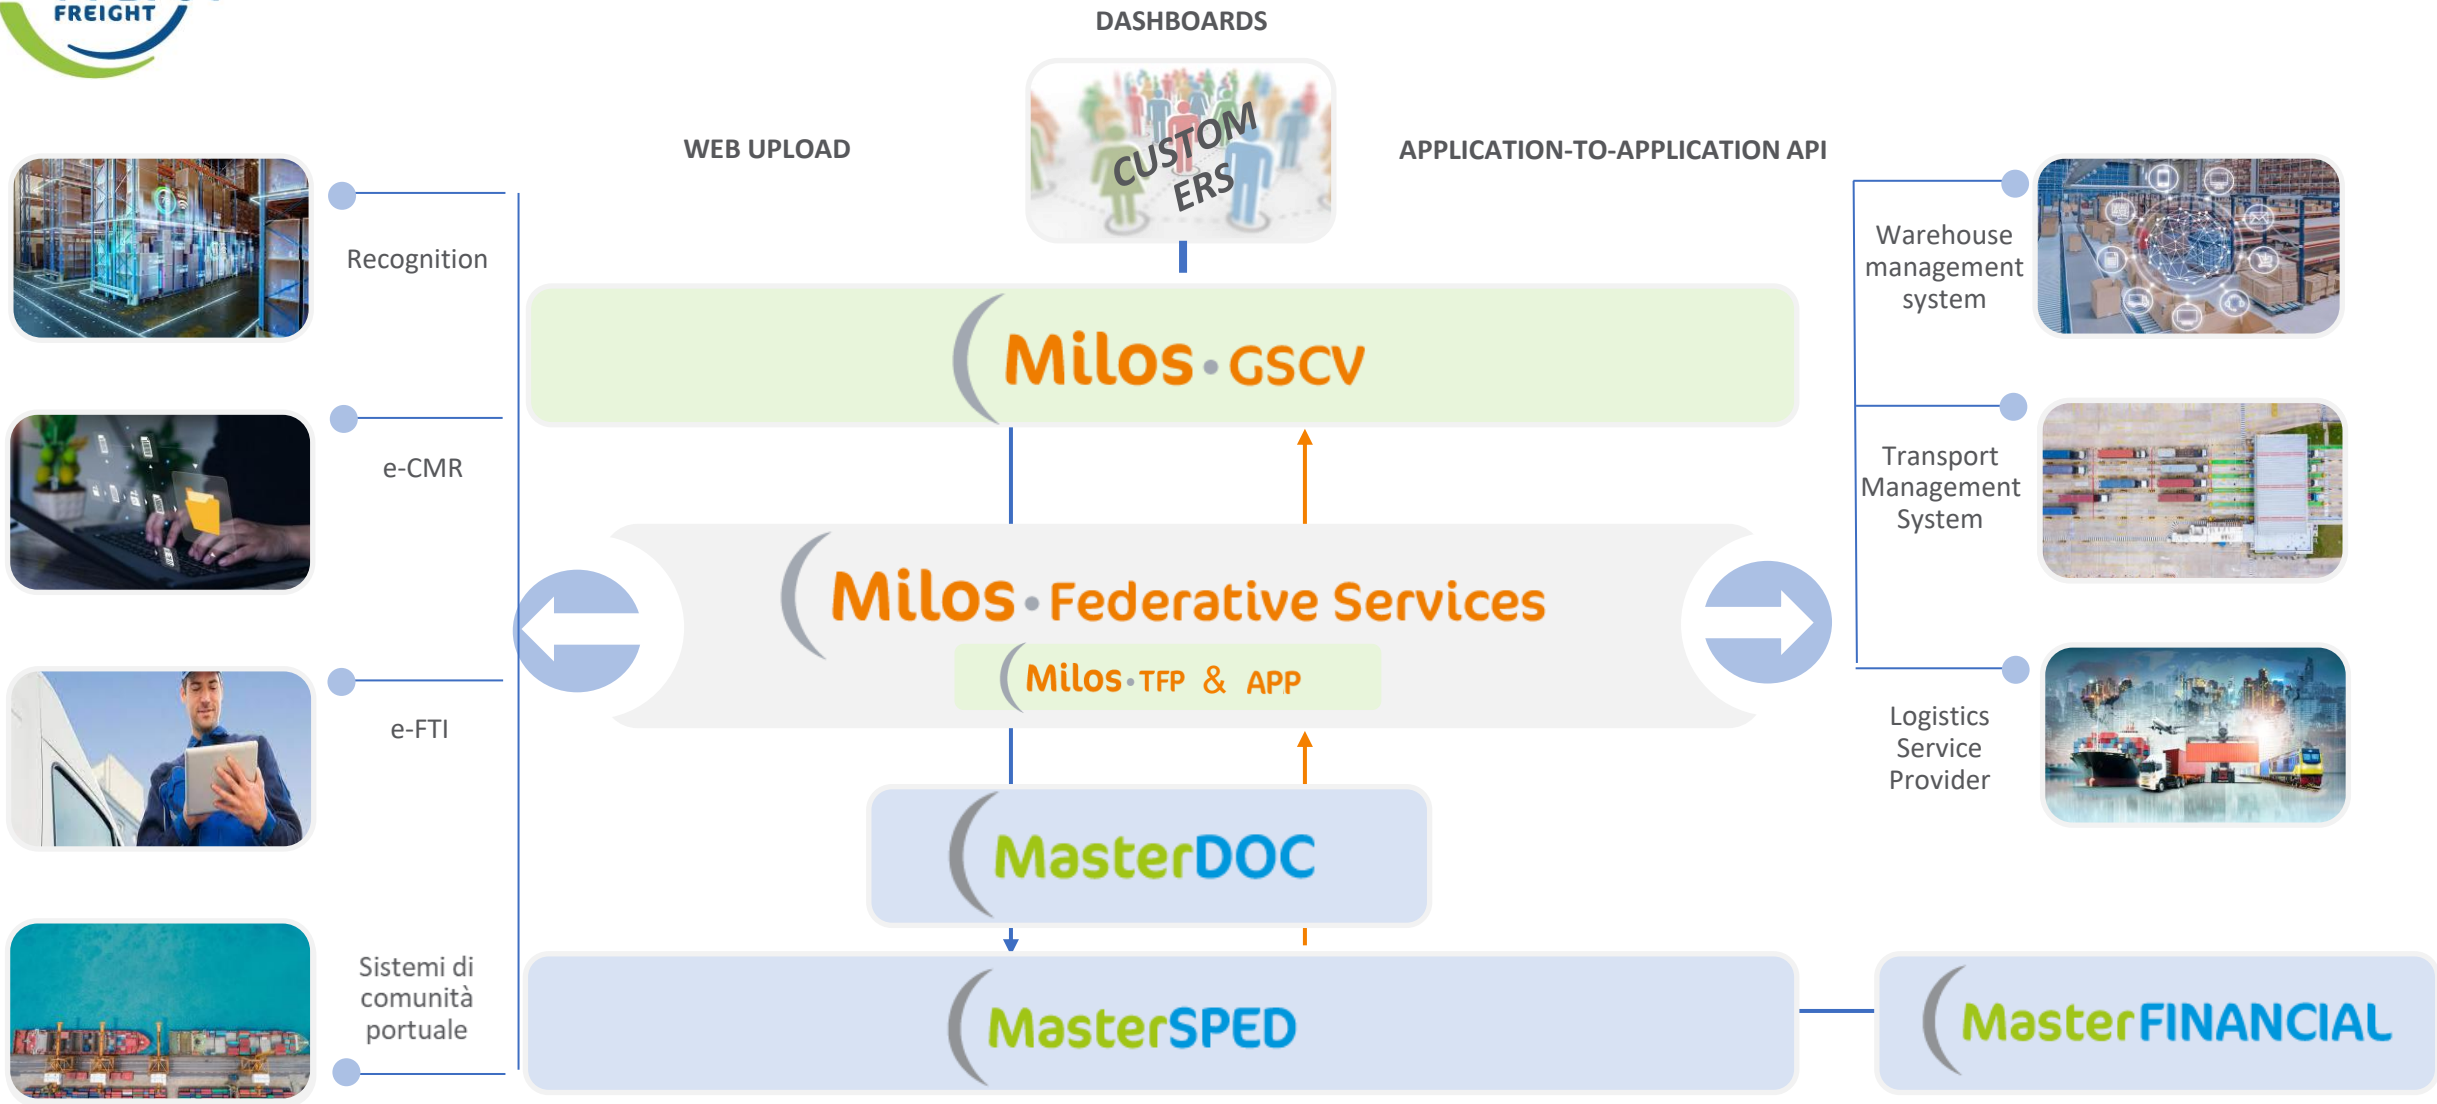 FREIGHT
DASHBOARDS
CUSTOM
ERS
WEB UPLOAD
APPLICATION-TO-APPLICATION API
Recognition
Warehouse
management
system
Milos · GSCV
e-CMR
Transport
Management
System
Milos · Federative Services
Milos · TFP & APP
e-FTI
Logistics
Service
Provider
MasterDOC
Sistemi di
comunità
portuale
MasterSPED
MasterFINANCIAL